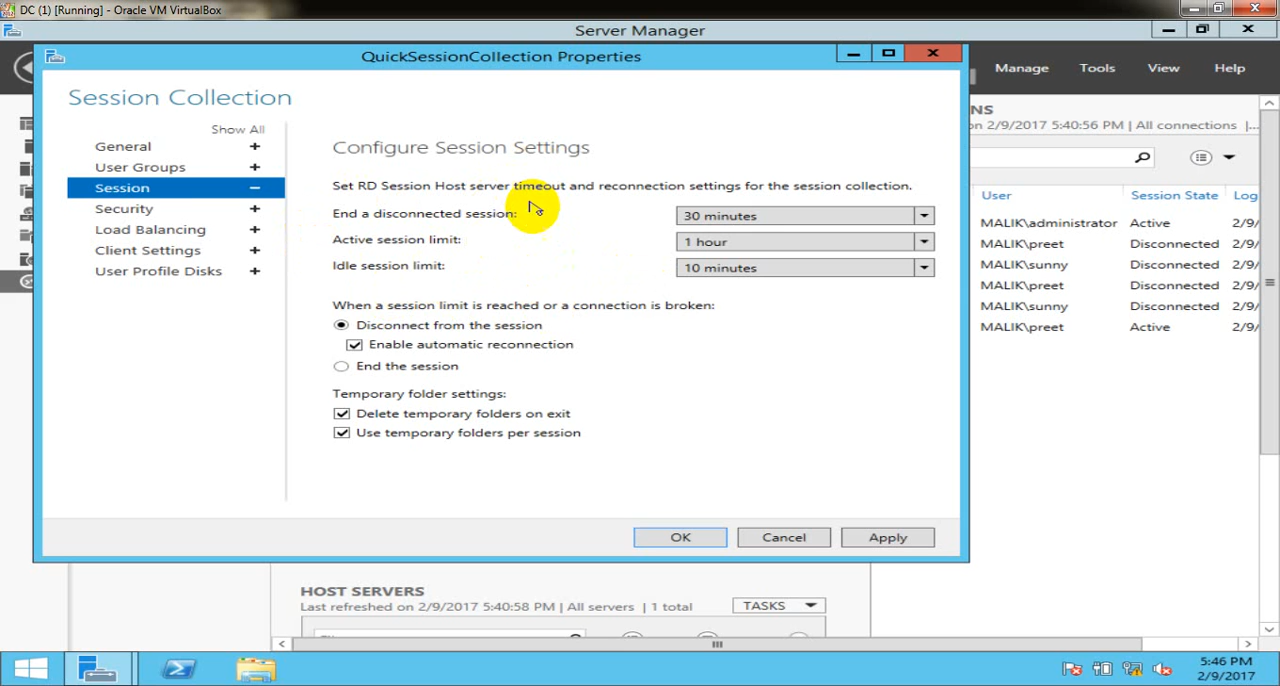 DC (1) [Running] - Oracle VM VirtualBox
Server Manager
QuickSessionCollection Properties
Manage Tools View Help
Session Collection
Show All
General +
User Groups +
Session −
Security +
Load Balancing +
Client Settings +
User Profile Disks +
Configure Session Settings
Set RD Session Host server timeout and reconnection settings for the session collection.
End a disconnected session: 30 minutes
Active session limit: 1 hour
Idle session limit: 10 minutes
When a session limit is reached or a connection is broken:
Disconnect from the session
Enable automatic reconnection
End the session
Temporary folder settings:
Delete temporary folders on exit
Use temporary folders per session
OK Cancel Apply
NS
on 2/9/2017 5:40:56 PM | All connections | ...
User Session State Log
MALIK\administrator Active 2/9/
MALIK\preet Disconnected 2/9/
MALIK\sunny Disconnected 2/9/
MALIK\preet Disconnected 2/9/
MALIK\sunny Disconnected 2/9/
MALIK\preet Active 2/9/
HOST SERVERS
Last refreshed on 2/9/2017 5:40:58 PM | All servers | 1 total
TASKS
5:46 PM
2/9/2017